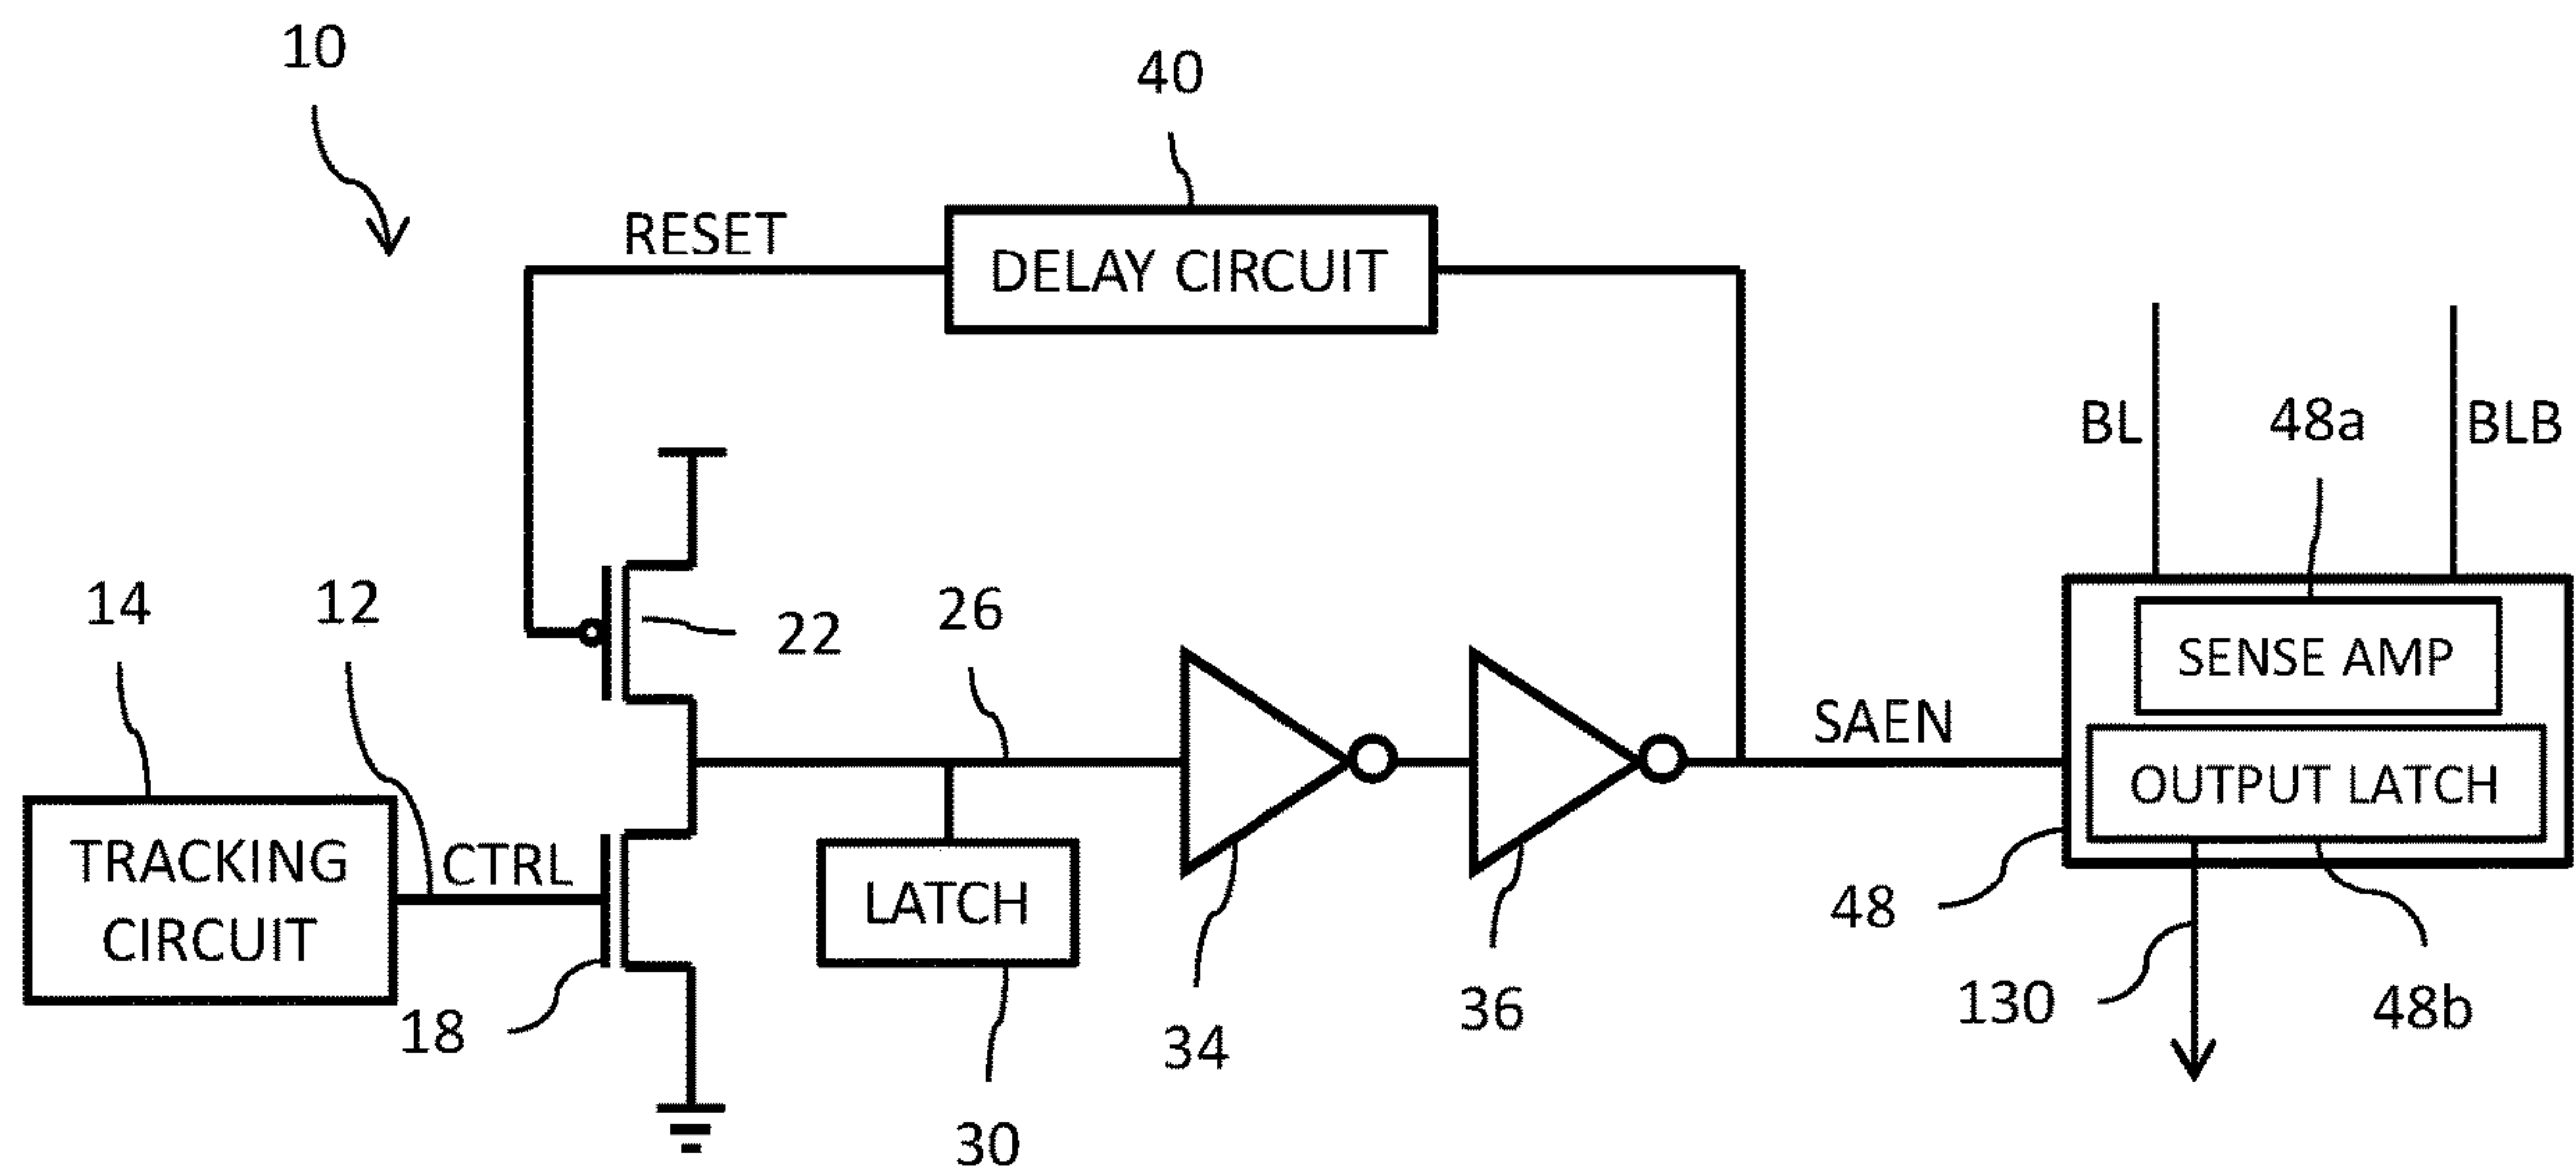 10
40
RESET
DELAY CIRCUIT
BL
48a
BLB
14
12
22
26
SENSE AMP
SAEN
OUTPUT LATCH
TRACKING
CIRCUIT
CTRL
LATCH
48
18
34
36
130
48b
30